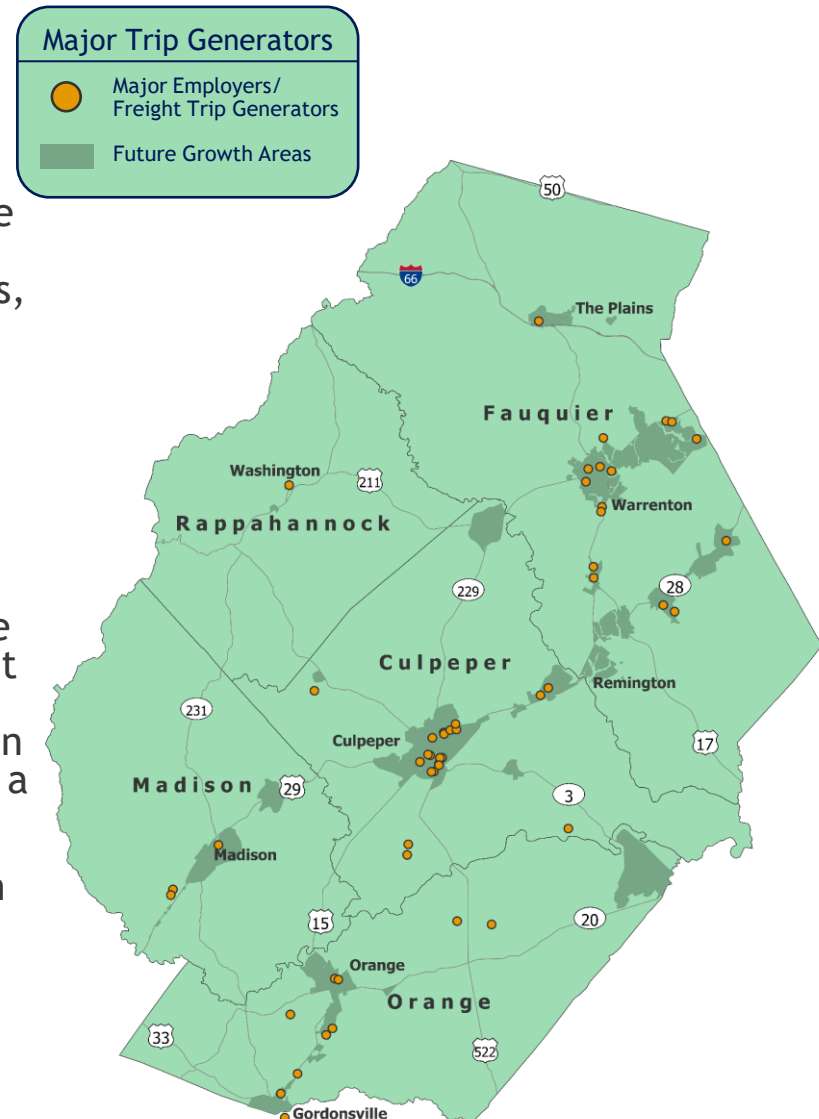 Major Trip Generators
Major Employers/
Freight Trip Generators
Future Growth Areas
e
s,
e
t
n
a
n
50
66
The Plains
Fauquier
Washington
211
Rappahannock
Warrenton
229
28
Culpeper
Remington
231
Culpeper
17
Madison
29
3
Madison
15
20
Orange
Orange
33
522
Gordonsville